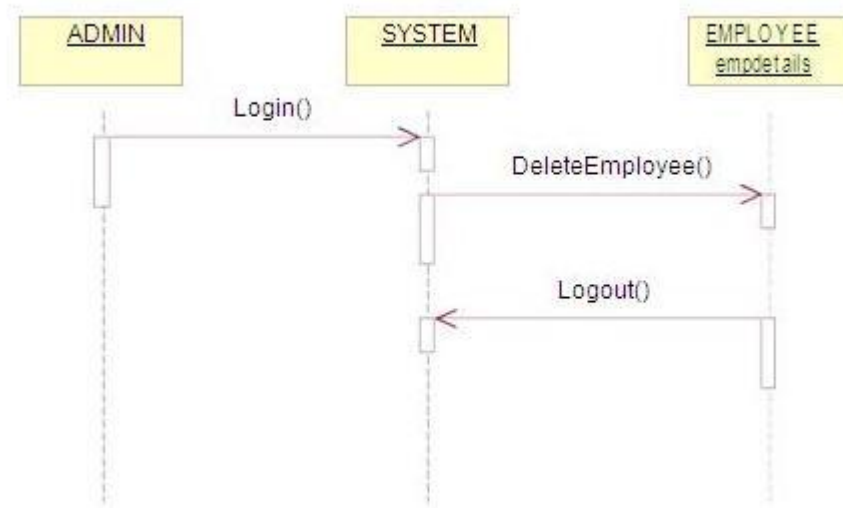 ADMIN
SYSTEM
EMPLOYEE
empdetails
Login()
DeleteEmployee()
Logout()